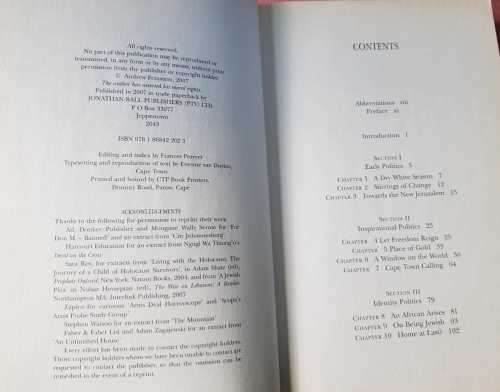 All rights reserved.
No part of this publication may be reproduced or
transmitted, in any form or by any means, without prior
permission from the publisher or copyright holder.
© Andrew Feinstein, 2007
The author has asserted his moral rights.
Published in 2007 in trade paperback by
JONATHAN BALL PUBLISHERS (PTY) LTD
P O Box 33977
Jeppestown
2043
ISBN 978 1 86842 262 3
Editing and index by Frances Perryer
Typesetting and reproduction of text by Etienne van Duyker,
Cape Town
Printed and bound by CTP Book Printers,
Duminy Road, Parow, Cape
ACKNOWLEDGEMENTS
Thanks to the following for permission to reprint their work:
Ad. Donker Publisher and Mongane Wally Serote for 'For
Don M. – Banned' and an extract from 'City Johannesburg'
Harcourt Education for an extract from Ngugi Wa Thiong'o's
Devil on the Cross
Sara Roy, for extracts from 'Living with the Holocaust: The
Journey of a Child of Holocaust Survivors', in Adam Shatz (ed),
Prophets Outcast, New York: Nation Books, 2004, and from 'A Jewish
Plea' in Nubar Hovsepian (ed), The War on Lebanon: A Reader,
Northampton MA: Interlink Publishing, 2007
Zapiro for cartoons 'Arms Deal Horrorscope' and 'Scopa's
Arms Probe Study Group'
Stephen Watson for an extract from 'The Mountain'
Faber & Faber Ltd and Adam Zagajewski for an extract from
An Unfinished House'
Every effort has been made to contact the copyright holders.
Those copyright holders whom we have been unable to contact are
requested to contact the publisher, so that the omission can be
remedied in the event of a reprint.
CONTENTS
Abbreviations viii
Preface xi
Introduction 1
SECTION I
Early Politics 5
CHAPTER 1 A Dry White Season 7
CHAPTER 2 Stirrings of Change 12
CHAPTER 3 Towards the New Jerusalem 15
SECTION II
Inspirational Politics 23
CHAPTER 4 Let Freedom Reign 25
CHAPTER 5 Place of Gold 33
CHAPTER 6 A Window on the World 50
CHAPTER 7 Cape Town Calling 64
SECTION III
Identity Politics 79
CHAPTER 8 An African Arises 81
CHAPTER 9 On Being Jewish 93
CHAPTER 10 Home at Last? 102